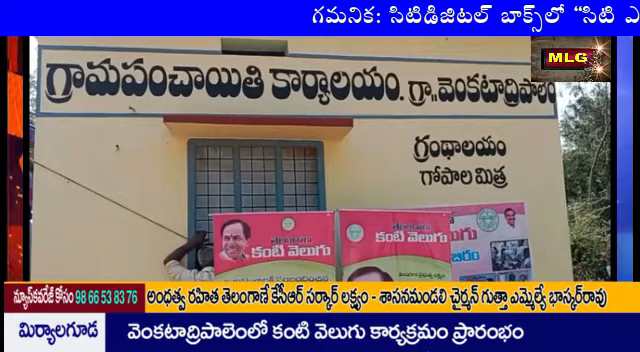 గమనిక: సిటిడిజిటల్ బాక్స్‌లో “సిటి ఎ
MLG
గ్రామపంచాయితి కార్యాలయం. గ్రా..వెంకటాద్రిపాలెం
గ్రంథాలయం
గోపాల మిత్ర
తెలంగాణ
కంటి వెలుగు
తెలంగాణ
కంటి వెలుగు
న్యూస్‌కవరేజ్ కోసం 98 66 53 83 76 అంధత్వ రహిత తెలంగాణే కేసీఆర్ సర్కార్ లక్ష్యం - శాసనమండలి చైర్మన్ గుత్తా ఎమ్మెల్యే భాస్కర్‌రావు
మిర్యాలగూడ వెంకటాద్రిపాలెంలో కంటి వెలుగు కార్యక్రమం ప్రారంభం